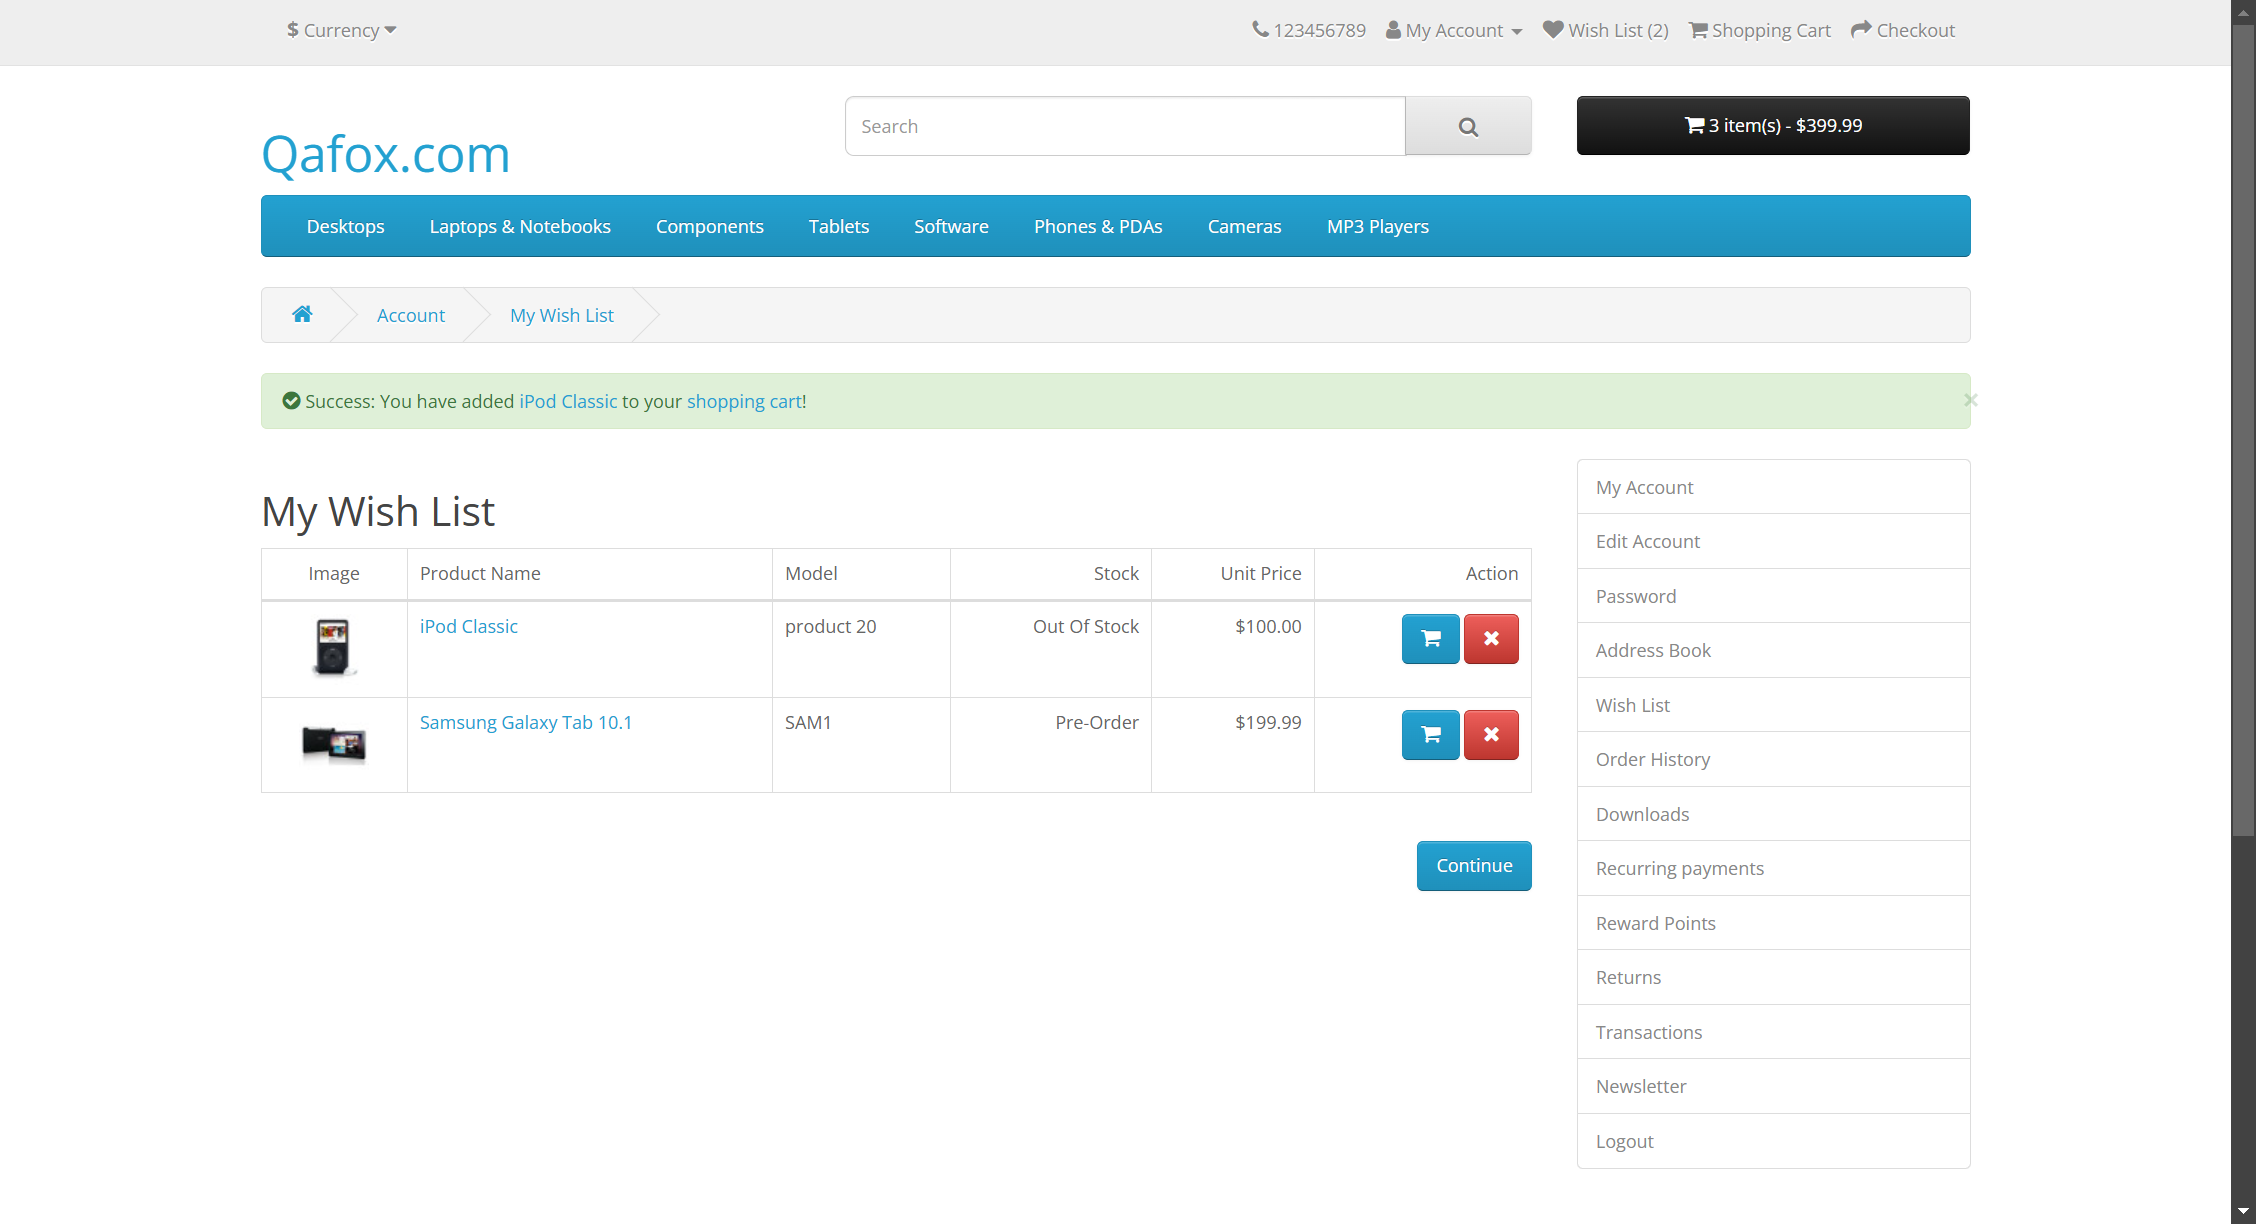 $ Currency
123456789 My Account Wish List (2) Shopping Cart Checkout
Qafox.com
Search
3 item(s) - $399.99
Desktops Laptops & Notebooks Components Tablets Software Phones & PDAs Cameras MP3 Players
Account My Wish List
Success: You have added iPod Classic to your shopping cart!
×
My Wish List
Image Product Name Model Stock Unit Price Action
iPod Classic product 20 Out Of Stock $100.00
Samsung Galaxy Tab 10.1 SAM1 Pre-Order $199.99
Continue
My Account
Edit Account
Password
Address Book
Wish List
Order History
Downloads
Recurring payments
Reward Points
Returns
Transactions
Newsletter
Logout